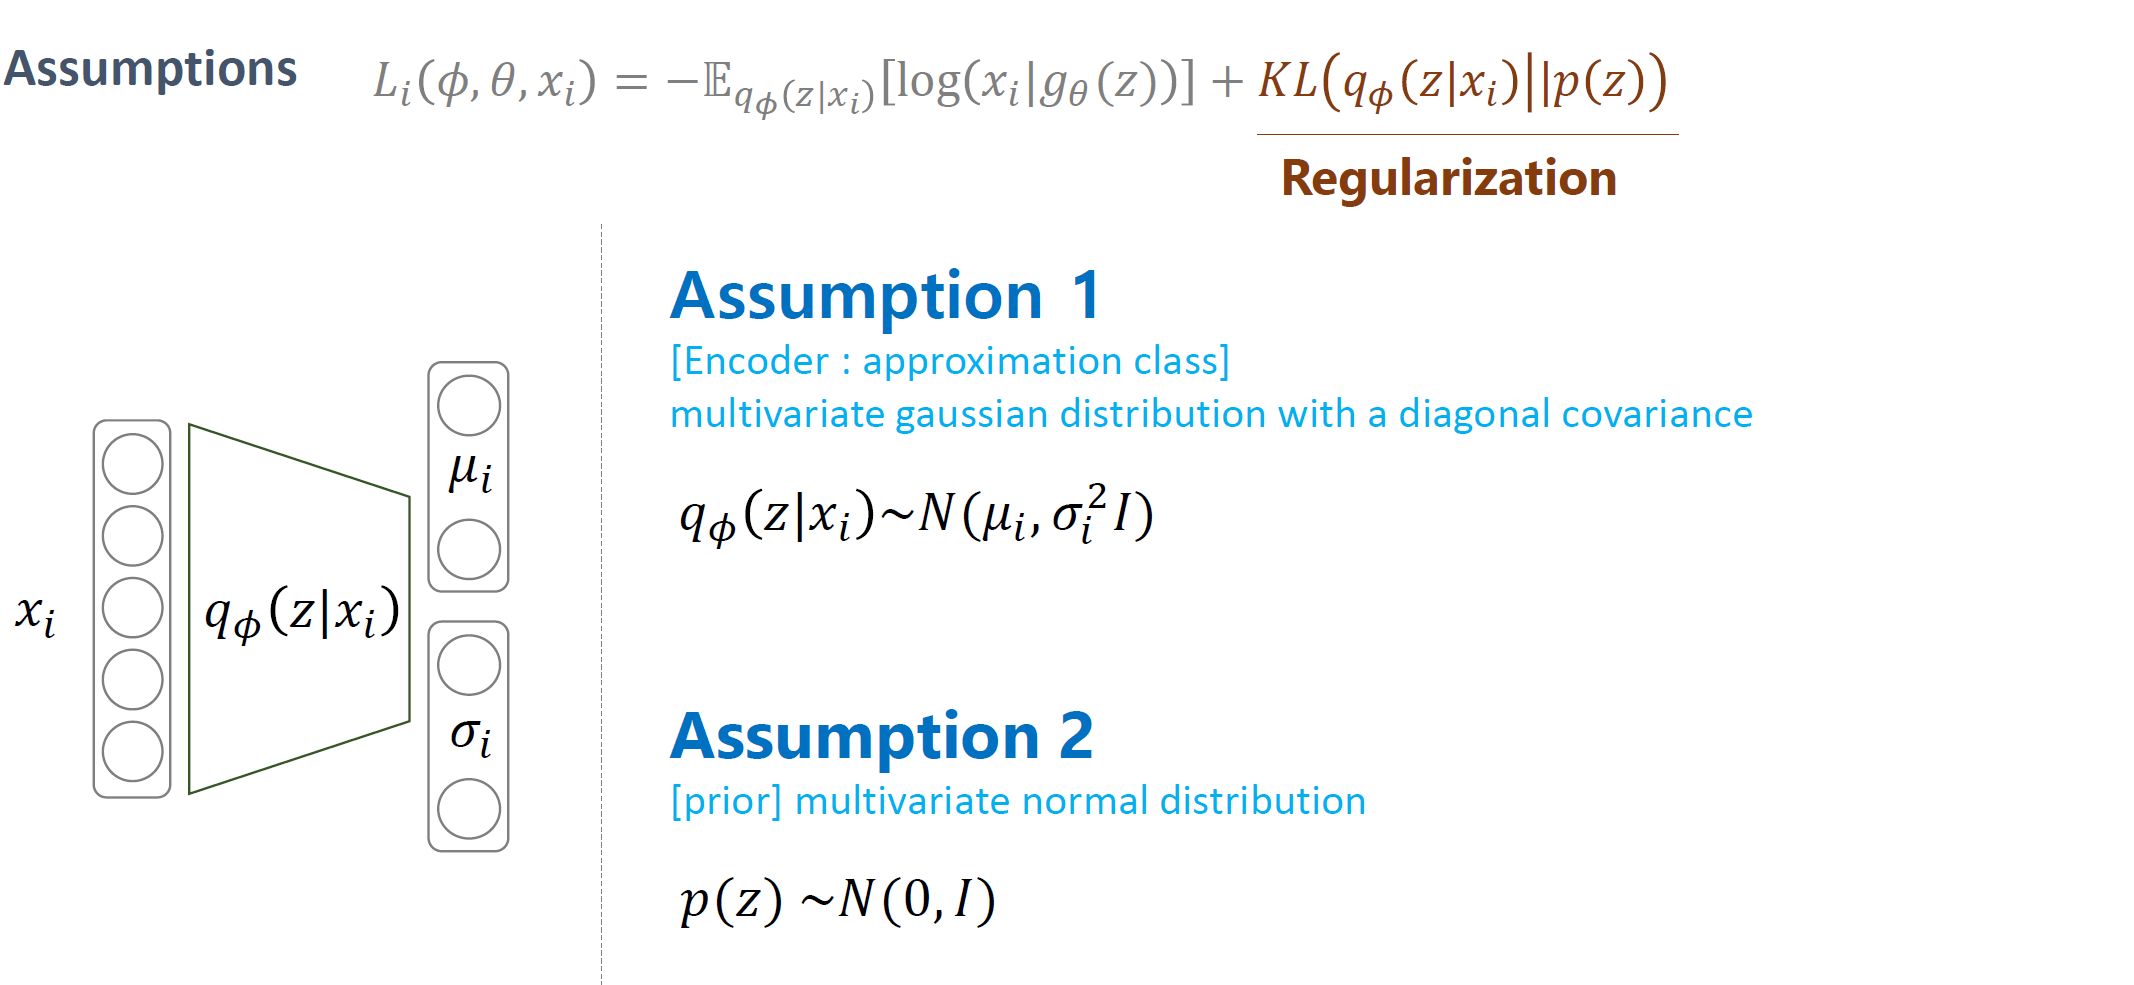 Assumptions
L_i(ϕ, θ, x_i) = −𝔼_{q_ϕ(z|x_i)}[log(x_i|g_θ(z))] + KL(q_ϕ(z|x_i)||p(z))
Regularization
Assumption 1
[Encoder : approximation class]
multivariate gaussian distribution with a diagonal covariance
q_ϕ(z|x_i)~N(μ_i, σ_i^2 I)
x_i
q_ϕ(z|x_i)
μ_i
σ_i
Assumption 2
[prior] multivariate normal distribution
p(z) ~N(0, I)